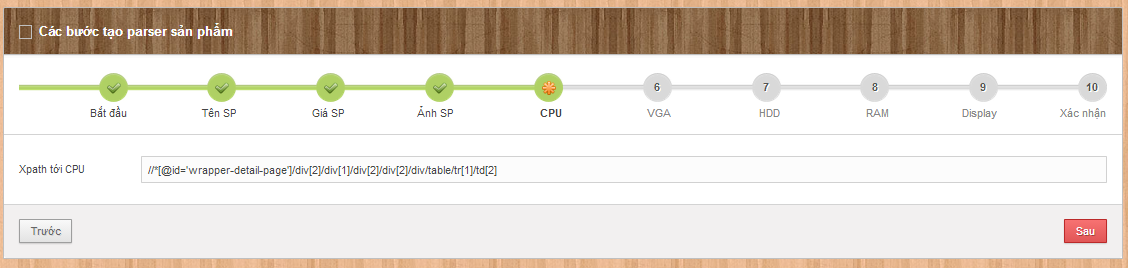 Các bước tạo parser sản phẩm
6 7 8 9 10
Bắt đầu Tên SP Giá SP Ảnh SP CPU VGA HDD RAM Display Xác nhận
Xpath tới CPU //*[@id='wrapper-detail-page']/div[2]/div[1]/div[2]/div[2]/div/table/tr[1]/td[2]
Trước Sau